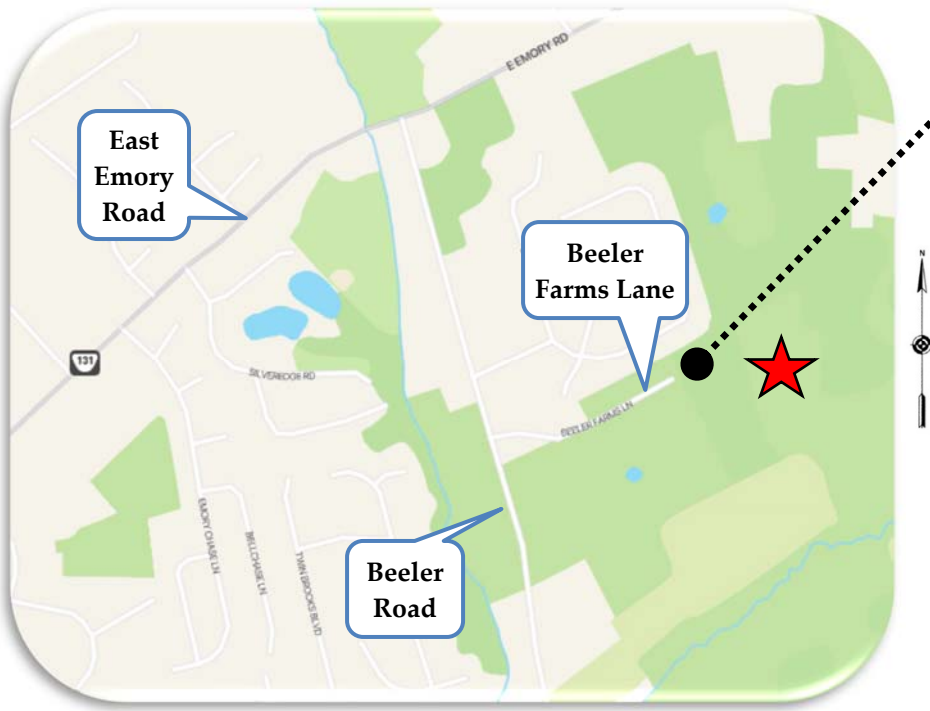 E EMORY RD
East
Emory
Road
Beeler
Farms Lane
N
131
SILVEREDGE RD
BEELER FARMS LN
EMORY CHASE LN
BELLCHASE LN
TWIN BROOKS BLVD
Beeler
Road